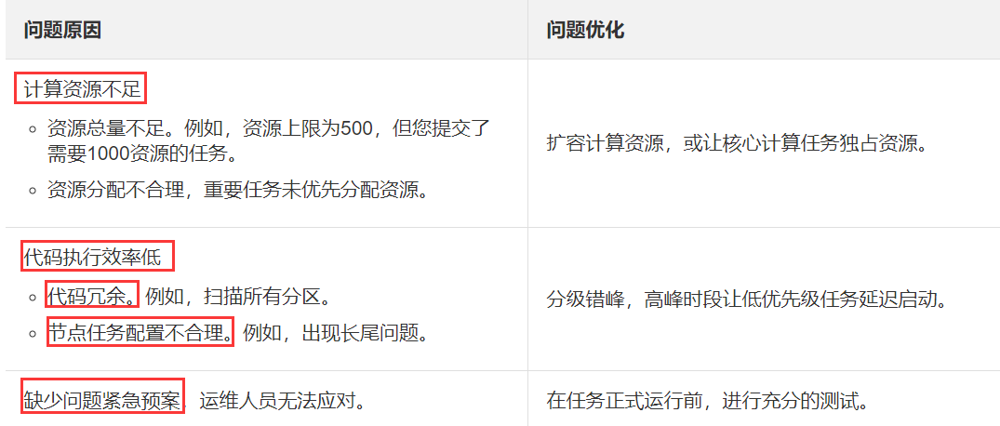 问题原因
问题优化
计算资源不足
资源总量不足。例如，资源上限为500，但您提交了
需要1000资源的任务。
资源分配不合理，重要任务未优先分配资源。
扩容计算资源，或让核心计算任务独占资源。
代码执行效率低
代码冗余。例如，扫描所有分区。
节点任务配置不合理。例如，出现长尾问题。
分级错峰，高峰时段让低优先级任务延迟启动。
缺少问题紧急预案，运维人员无法应对。
在任务正式运行前，进行充分的测试。